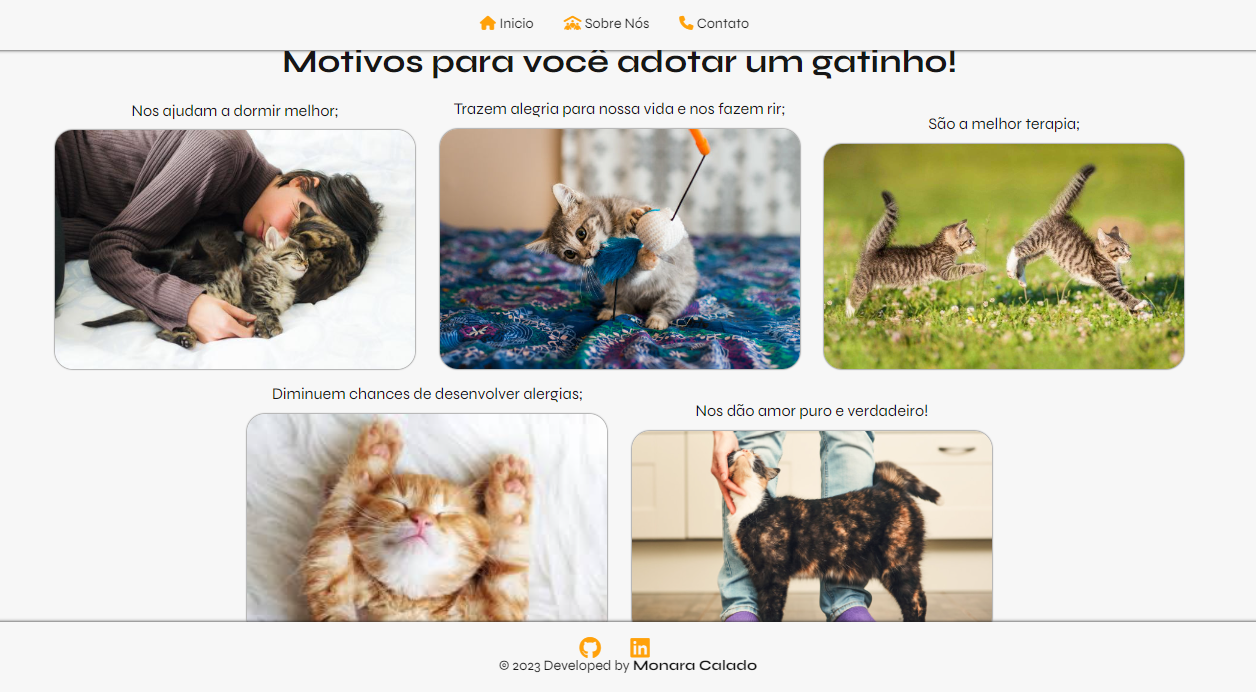 Inicio
Sobre Nós
Contato
Motivos para você adotar um gatinho!
Nos ajudam a dormir melhor;
Trazem alegria para nossa vida e nos fazem rir;
São a melhor terapia;
Diminuem chances de desenvolver alergias;
Nos dão amor puro e verdadeiro!
© 2023 Developed by Monara Calado